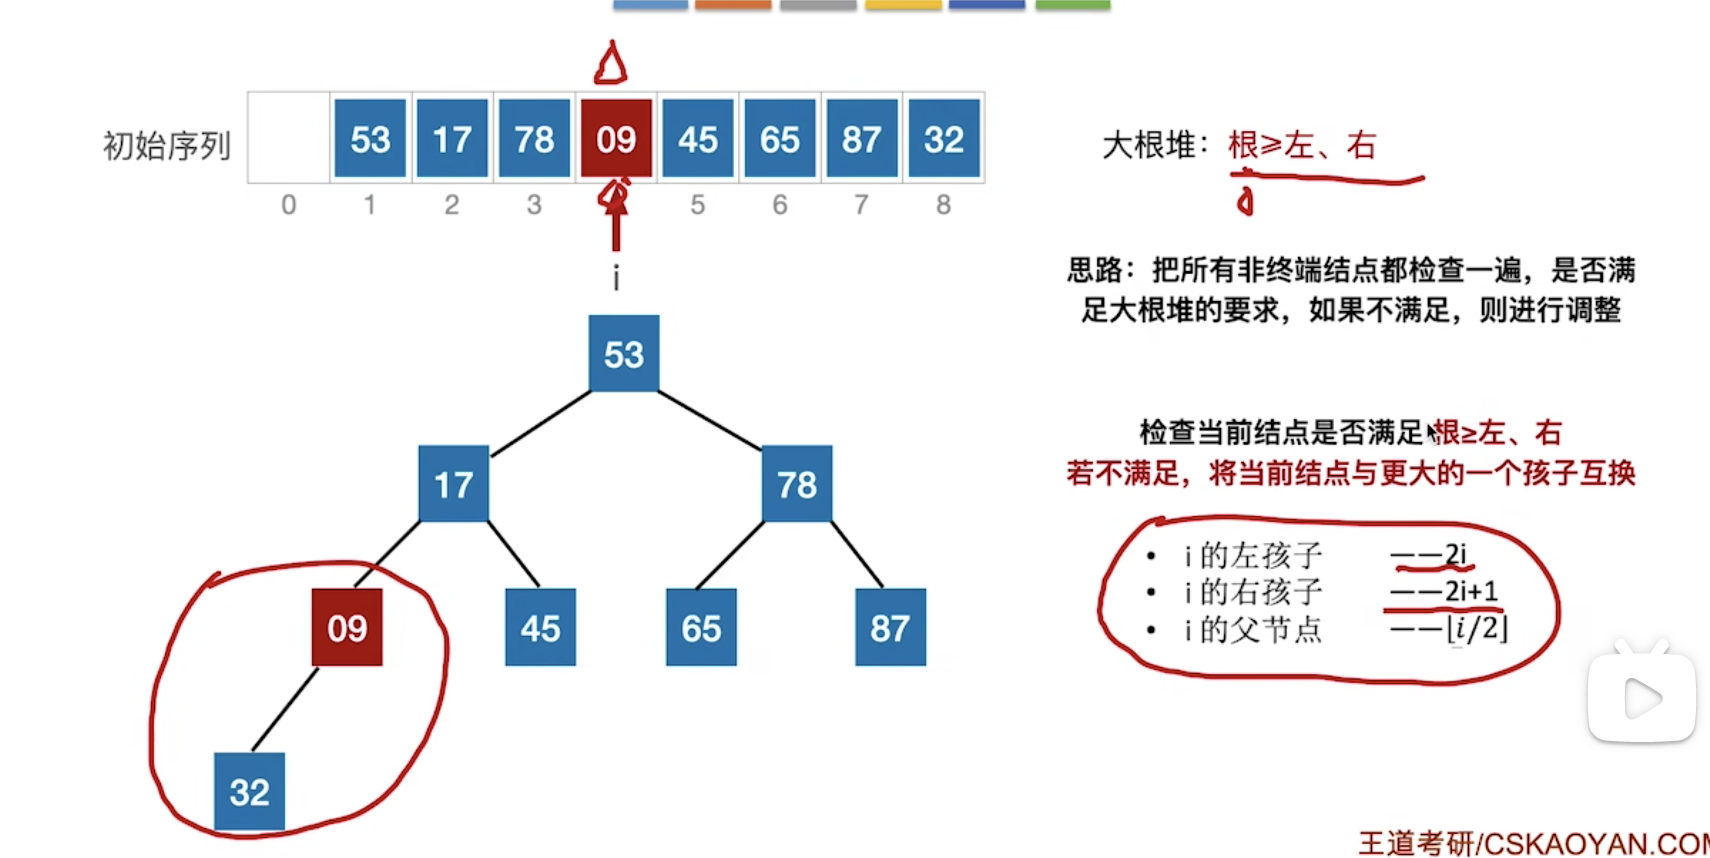 初始序列
53 17 78 09 45 65 87 32
0 1 2 3 5 6 7 8
i
大根堆：根≥左、右
思路：把所有非终端结点都检查一遍，是否满
足大根堆的要求，如果不满足，则进行调整
53
17 78
09 45 65 87
32
检查当前结点是否满足 根≥左、右
若不满足，将当前结点与更大的一个孩子互换
• i 的左孩子 ——2i
• i 的右孩子 ——2i+1
• i 的父节点 ——⌊i/2⌋
王道考研/CSKAOYAN.COM